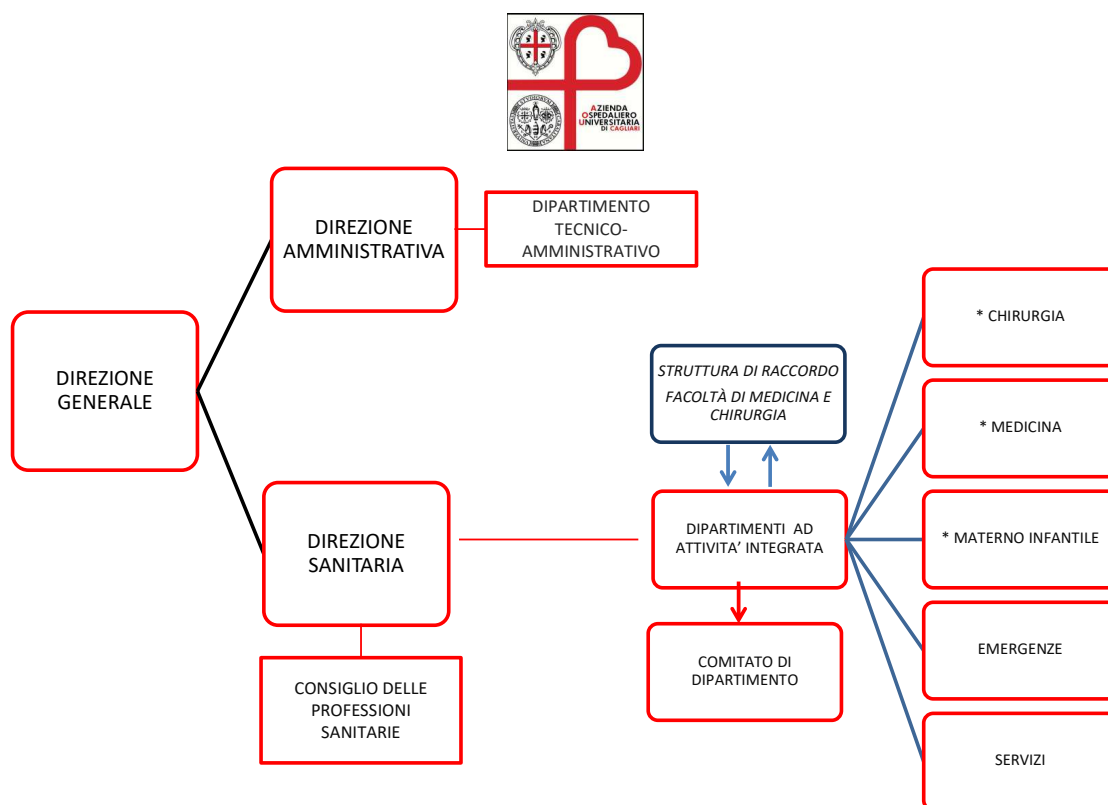 AZIENDA
OSPEDALIERO
UNIVERSITARIA
DI CAGLIARI
DIREZIONE
AMMINISTRATIVA
DIPARTIMENTO
TECNICO-
AMMINISTRATIVO
* CHIRURGIA
DIREZIONE
GENERALE
STRUTTURA DI RACCORDO
FACOLTÀ DI MEDICINA E
CHIRURGIA
* MEDICINA
DIREZIONE
SANITARIA
DIPARTIMENTI AD
ATTIVITA’ INTEGRATA
* MATERNO INFANTILE
COMITATO DI
DIPARTIMENTO
EMERGENZE
CONSIGLIO DELLE
PROFESSIONI
SANITARIE
SERVIZI